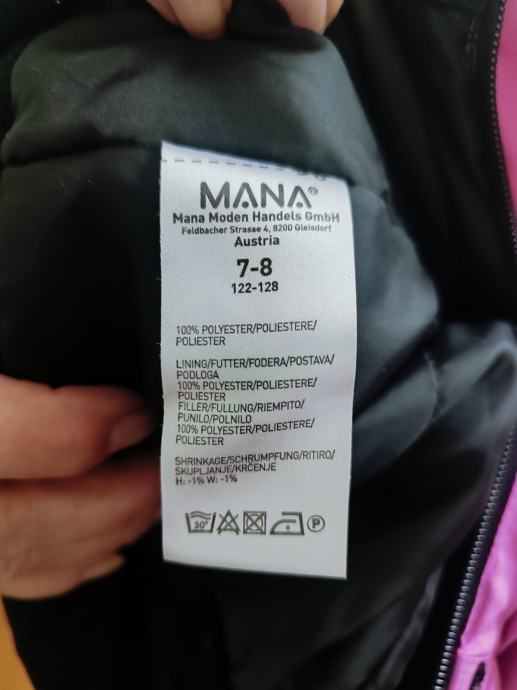 MANA®
Mana Moden Handels GmbH
Feldbacher Strasse 4, 8200 Gleisdorf
Austria
7-8
122-128
100% POLYESTER/POLIESTERE/
POLIESTER
LINING/FUTTER/FODERA/POSTAVA/
PODLOGA
100% POLYESTER/POLIESTERE/
POLIESTER
FILLER/FULLUNG/RIEMPITO/
PUNILO/POLNILO
100% POLYESTER/POLIESTERE/
POLIESTER
SHRINKAGE/SCHRUMPFUNG/RITIRO/
SKUPLJANJE/KRČENJE
H: -1% W: -1%
30° P